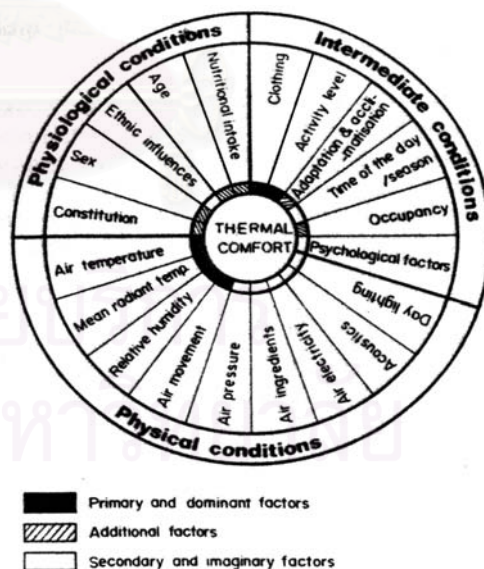 Physiological conditions
Constitution
Sex
Ethnic influences
Age
Nutritional intake
Intermediate conditions
Clothing
Activity level
Adaptation & accli-
-matisation
Time of the day
/season
Occupancy
Psychological factors
THERMAL
COMFORT
Physical conditions
Air temperature
Mean radiant temp.
Relative humidity
Air movement
Air pressure
Air ingredients
Air electricity
Acoustics
Day lighting
Primary and dominant factors
Additional factors
Secondary and imaginary factors